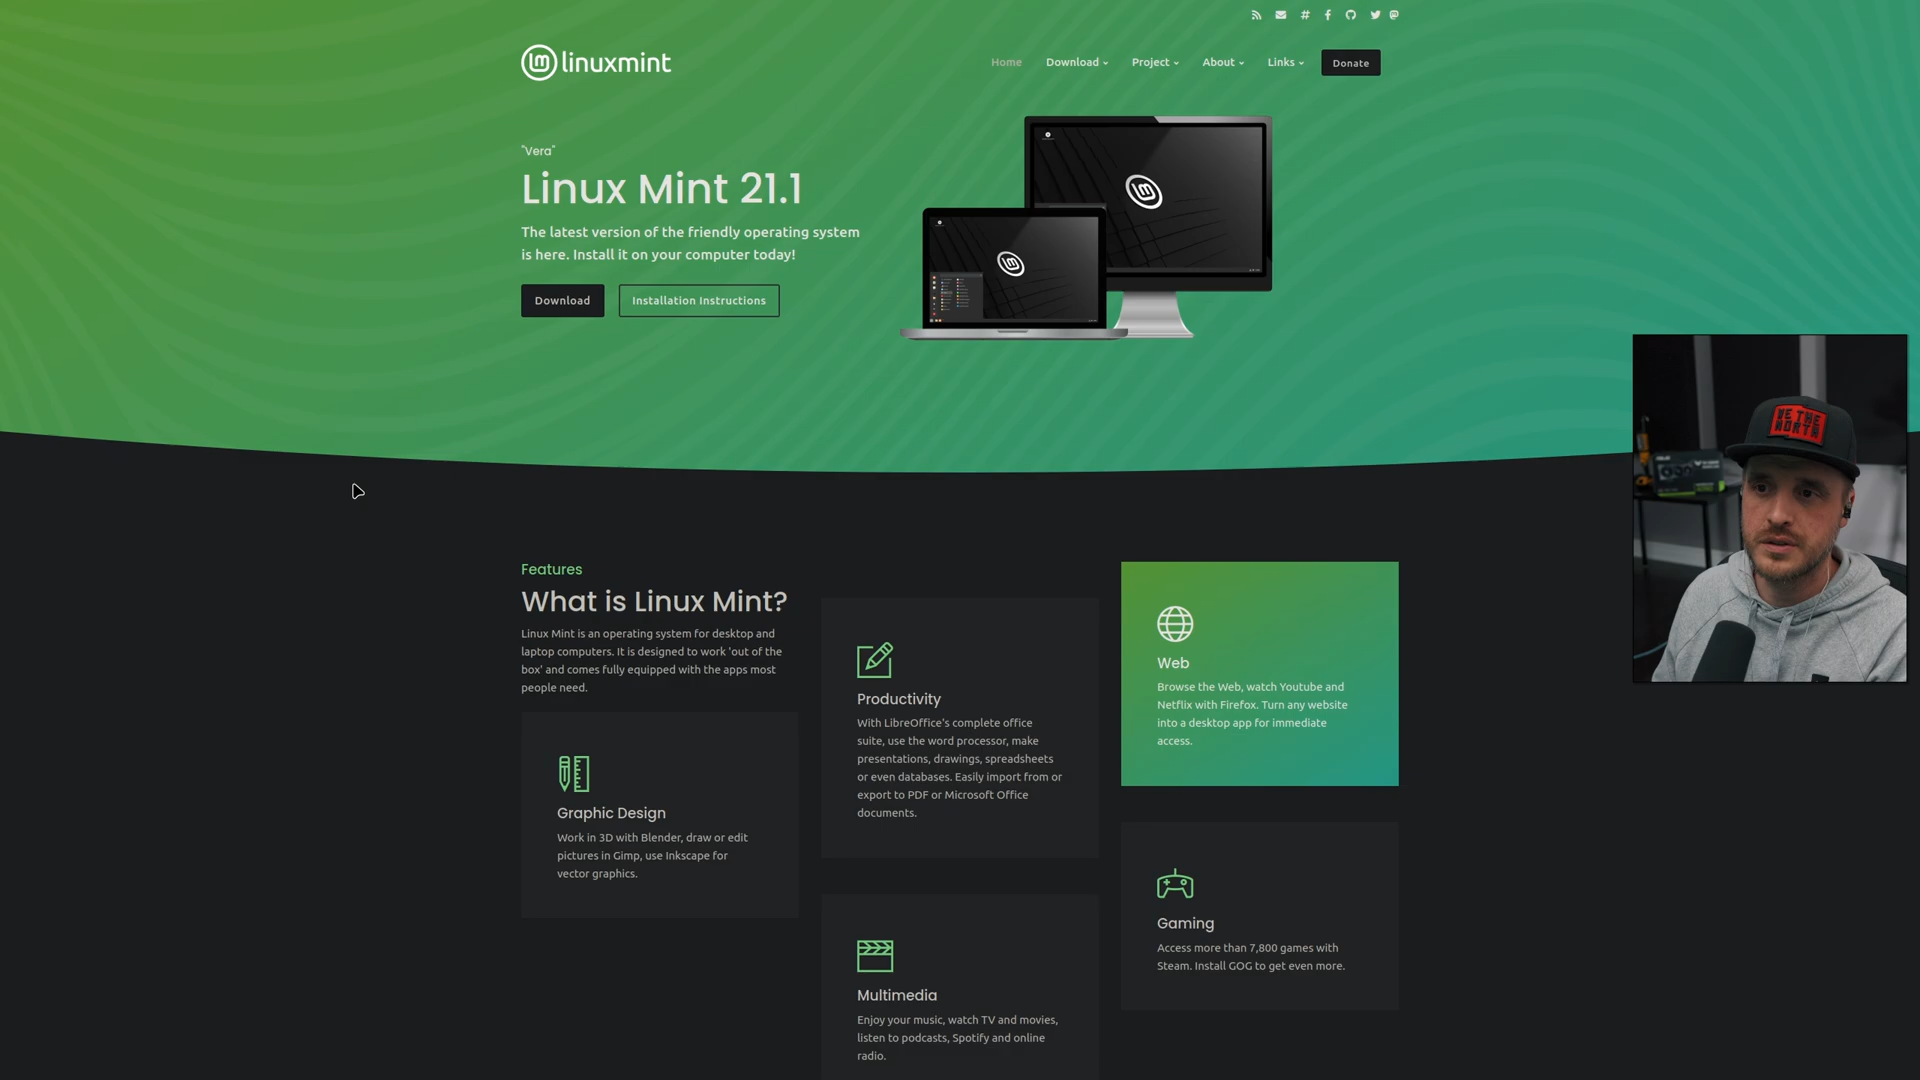 linuxmint
Home
Download
Project
About
Links
Donate
"Vera"
Linux Mint 21.1
The latest version of the friendly operating system
is here. Install it on your computer today!
Download
Installation Instructions
Features
What is Linux Mint?
Linux Mint is an operating system for desktop and
laptop computers. It is designed to work 'out of the
box' and comes fully equipped with the apps most
people need.
Graphic Design
Work in 3D with Blender, draw or edit
pictures in Gimp, use Inkscape for
vector graphics.
Productivity
With LibreOffice's complete office
suite, use the word processor, make
presentations, drawings, spreadsheets
or even databases. Easily import from or
export to PDF or Microsoft Office
documents.
Multimedia
Enjoy your music, watch TV and movies,
listen to podcasts, Spotify and online
radio.
Web
Browse the Web, watch Youtube and
Netflix with Firefox. Turn any website
into a desktop app for immediate
access.
Gaming
Access more than 7,800 games with
Steam. Install GOG to get even more.
WE THE
NORTH